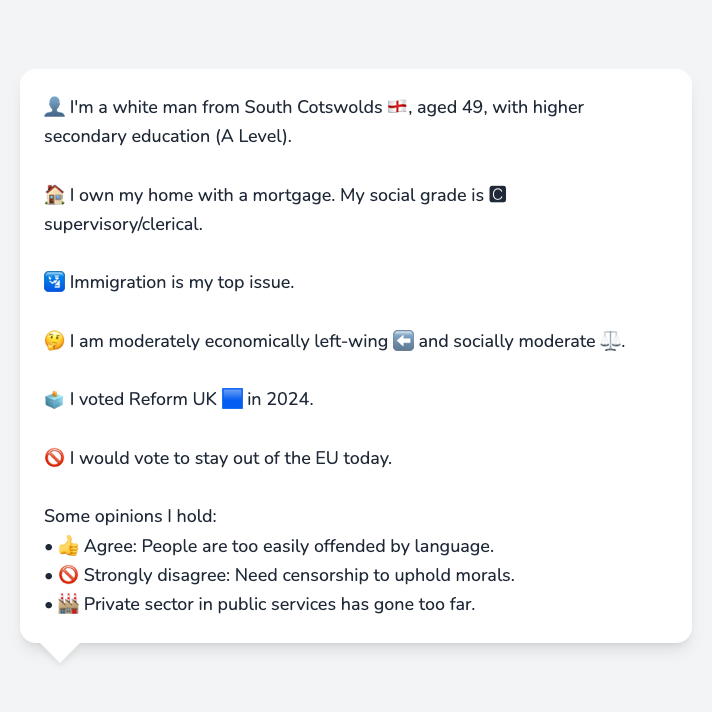 👤 I'm a white man from South Cotswolds 🏴󠁧󠁢󠁥󠁮󠁧󠁿, aged 49, with higher
secondary education (A Level).
🏠 I own my home with a mortgage. My social grade is 🅲
supervisory/clerical.
🛂 Immigration is my top issue.
🤔 I am moderately economically left-wing ⬅️ and socially moderate ⚖️.
🗳️ I voted Reform UK 🟦 in 2024.
🚫 I would vote to stay out of the EU today.
Some opinions I hold:
• 👍 Agree: People are too easily offended by language.
• 🚫 Strongly disagree: Need censorship to uphold morals.
• 🏭 Private sector in public services has gone too far.